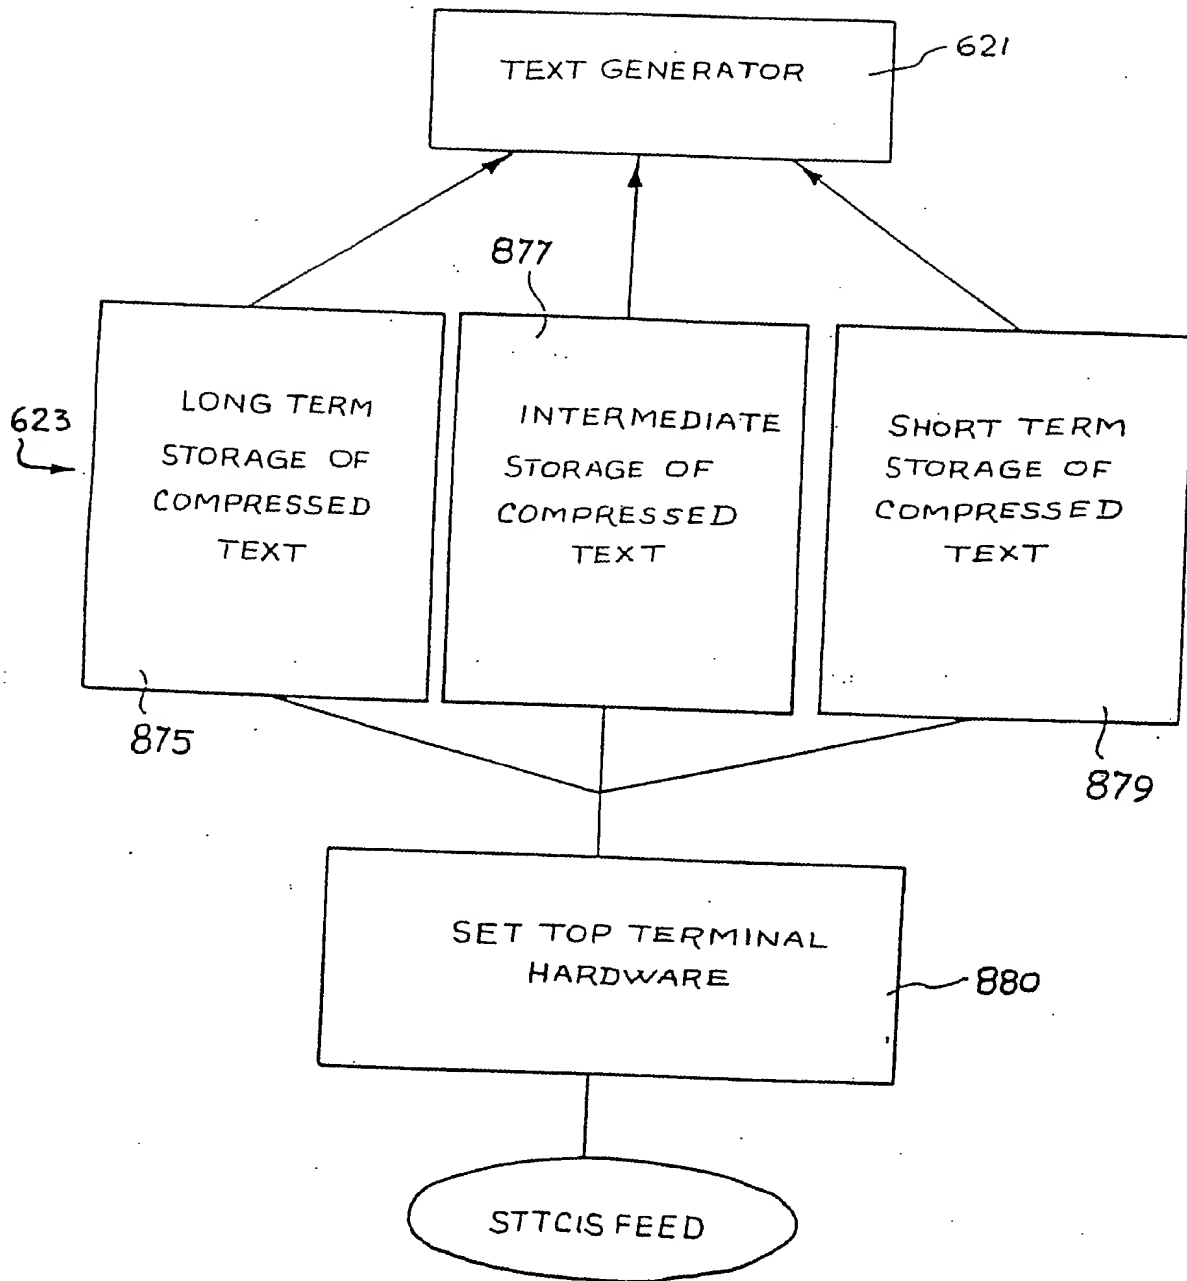 TEXT GENERATOR
621
877
623
LONG TERM
STORAGE OF
COMPRESSED
TEXT
INTERMEDIATE
STORAGE OF
COMPRESSED
TEXT
SHORT TERM
STORAGE OF
COMPRESSED
TEXT
875
879
SET TOP TERMINAL
HARDWARE
880
STTCIS FEED